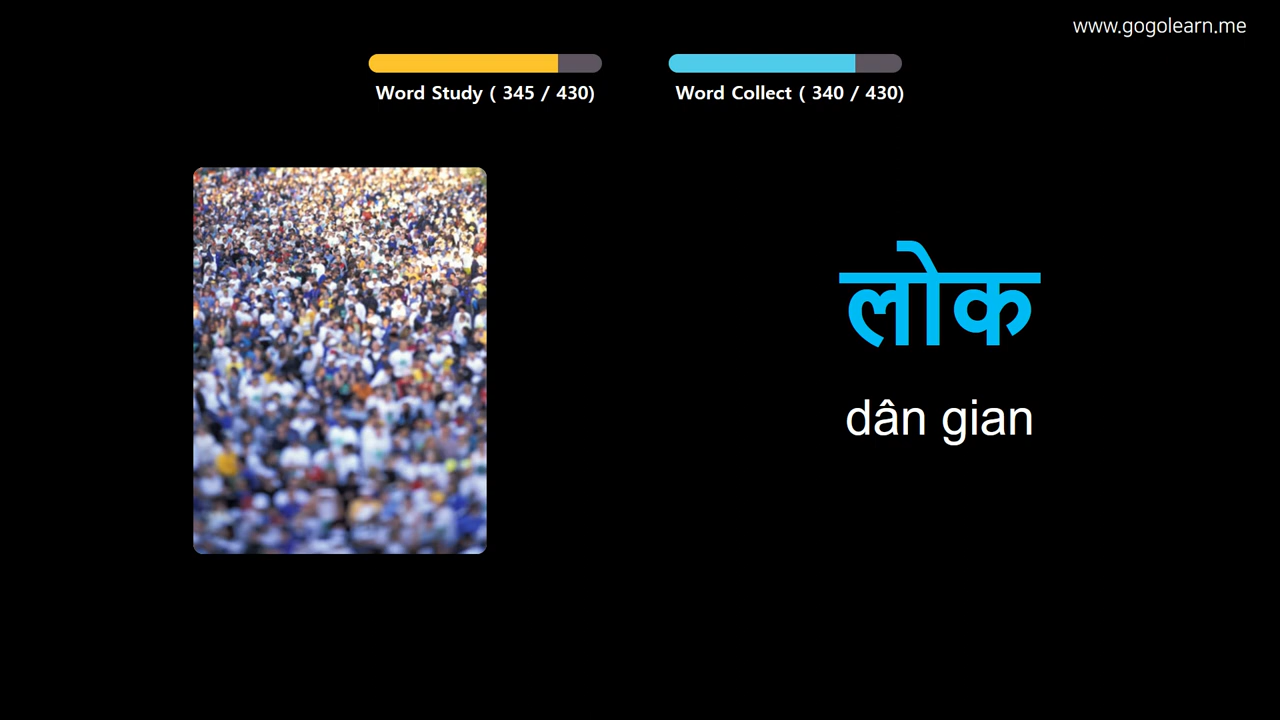 www.gogolearn.me
Word Study ( 345 / 430)
Word Collect ( 340 / 430)
लोक
dân gian